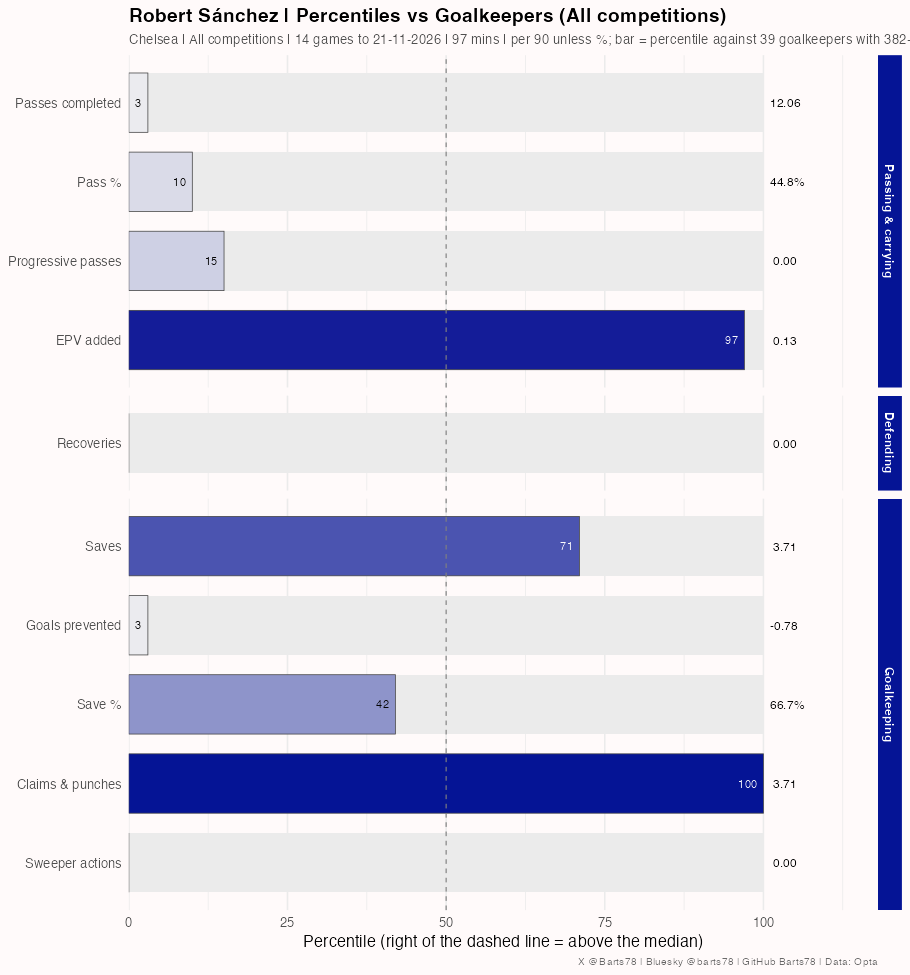 Robert Sánchez | Percentiles vs Goalkeepers (All competitions)
Chelsea | All competitions | 14 games to 21-11-2026 | 97 mins | per 90 unless %; bar = percentile against 39 goalkeepers with 382-
Passes completed 3 12.06
Pass % 10 44.8%
Progressive passes 15 0.00
EPV added 97 0.13
Passing & carrying
Recoveries 0.00
Defending
Saves 71 3.71
Goals prevented 3 -0.78
Save % 42 66.7%
Claims & punches 100 3.71
Sweeper actions 0.00
Goalkeeping
0 25 50 75 100
Percentile (right of the dashed line = above the median)
X @Barts78 | Bluesky @barts78 | GitHub Barts78 | Data: Opta